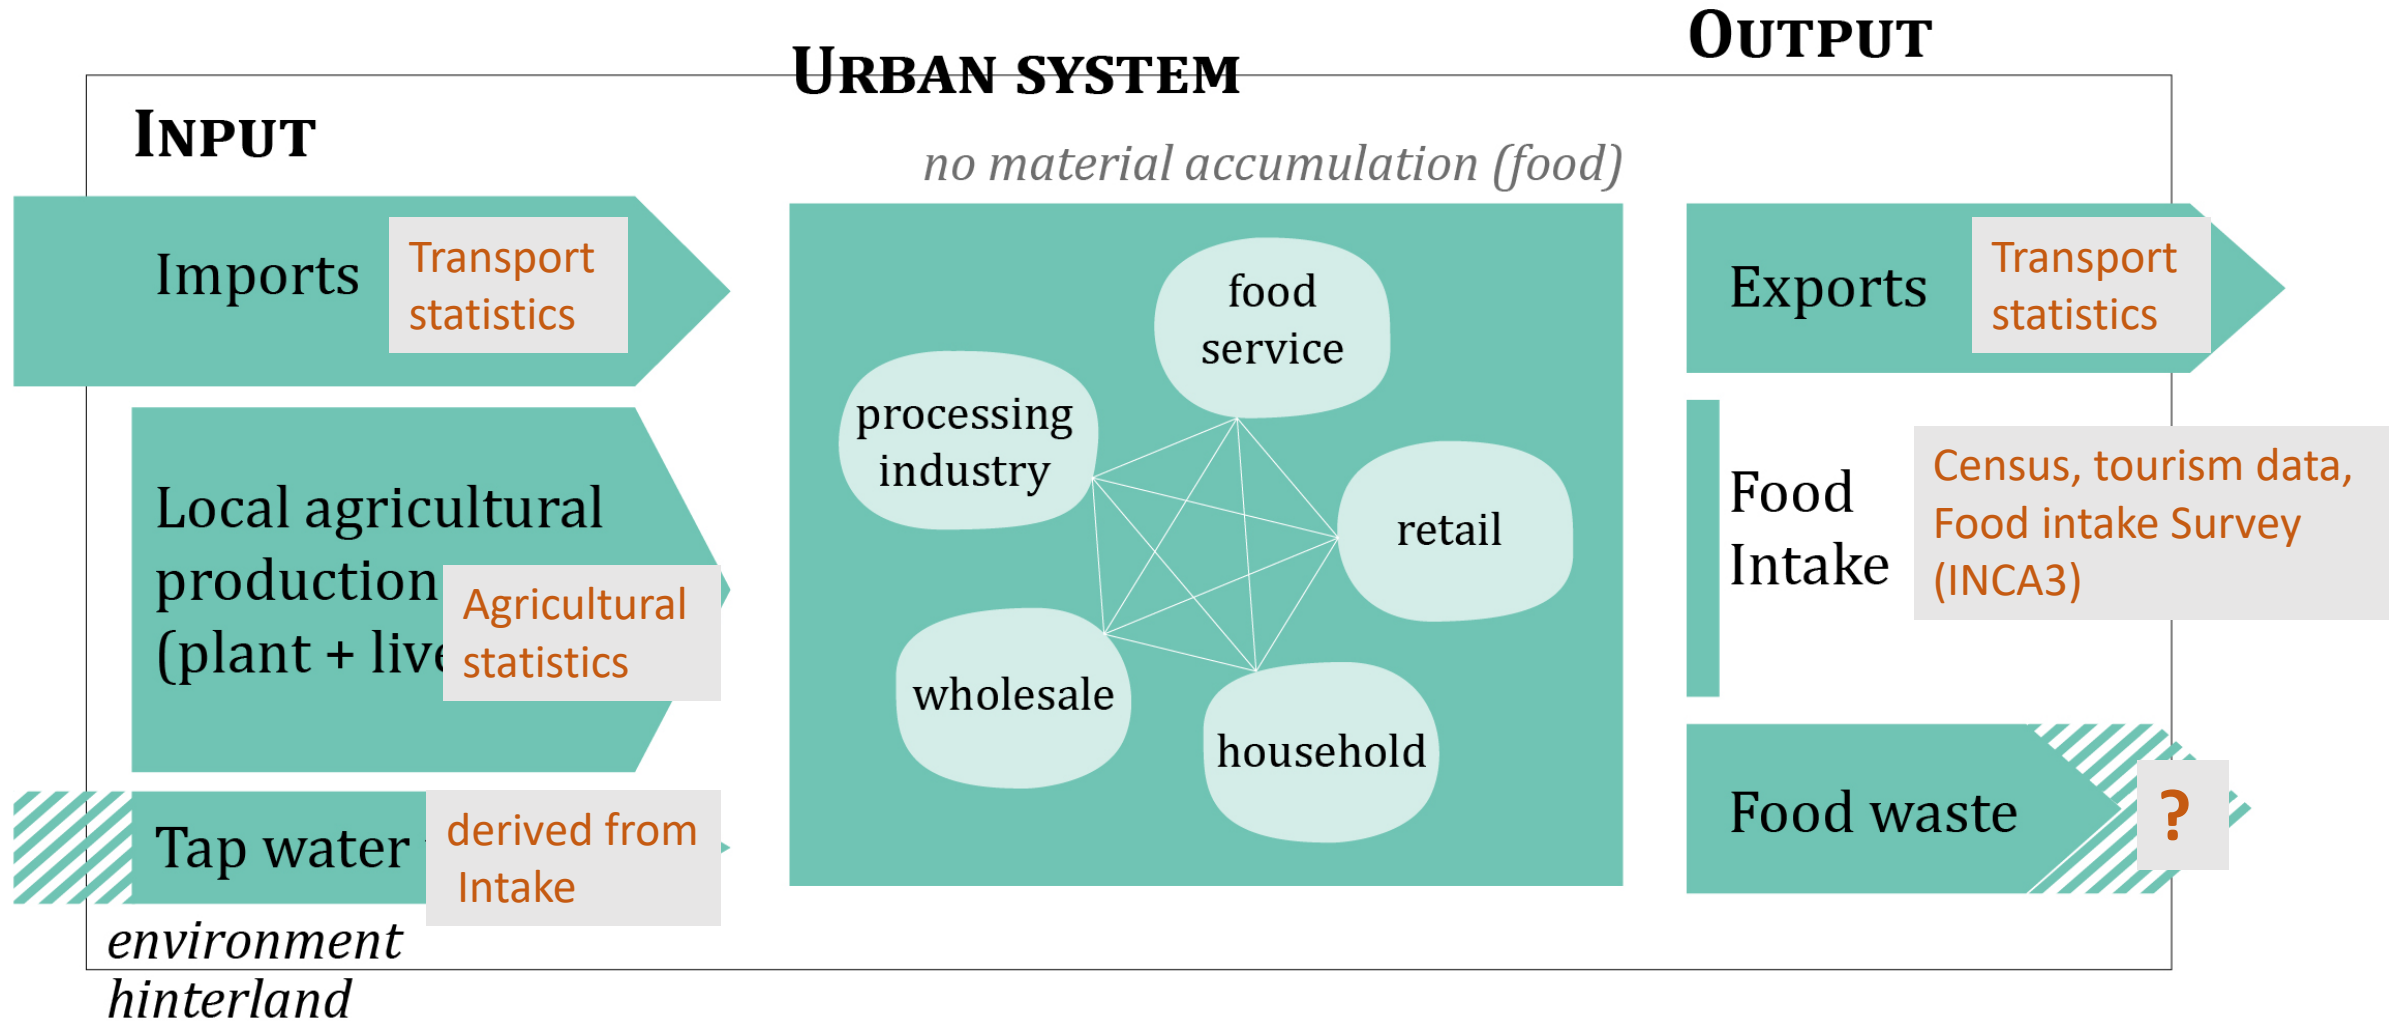 OUTPUT
URBAN SYSTEM
INPUT
no material accumulation (food)
Imports
Transport
statistics
Local agricultural
production
(plant +
Agricultural
statistics
Tap water
derived from
Intake
environment
hinterland
food
service
processing
industry
retail
wholesale
household
Exports
Transport
statistics
Food
Intake
Census, tourism data,
Food intake Survey
(INCA3)
Food waste
?